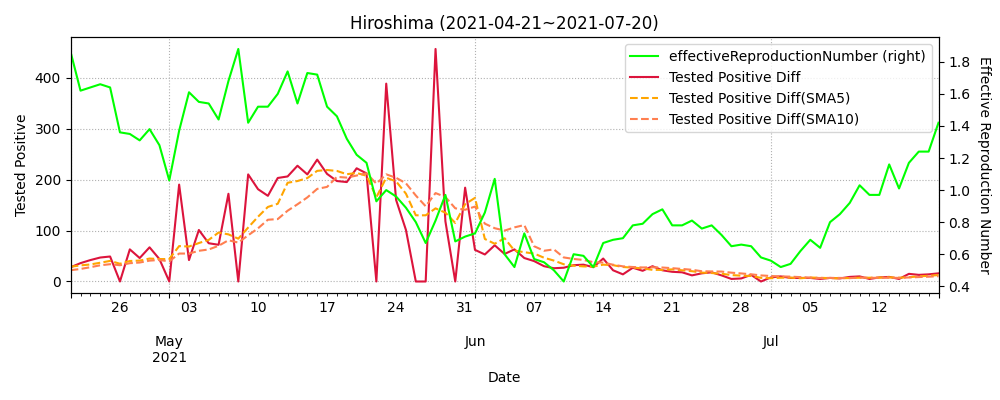 Hiroshima (2021-04-21~2021-07-20)
effectiveReproductionNumber (right)
Tested Positive Diff
Tested Positive Diff(SMA5)
Tested Positive Diff(SMA10)
Tested Positive
400
300
200
100
0
Effective Reproduction Number
1.8
1.6
1.4
1.2
1.0
0.8
0.6
0.4
26 03 10 17 24 31 07 14 21 28 05 12
May Jun Jul
2021
Date